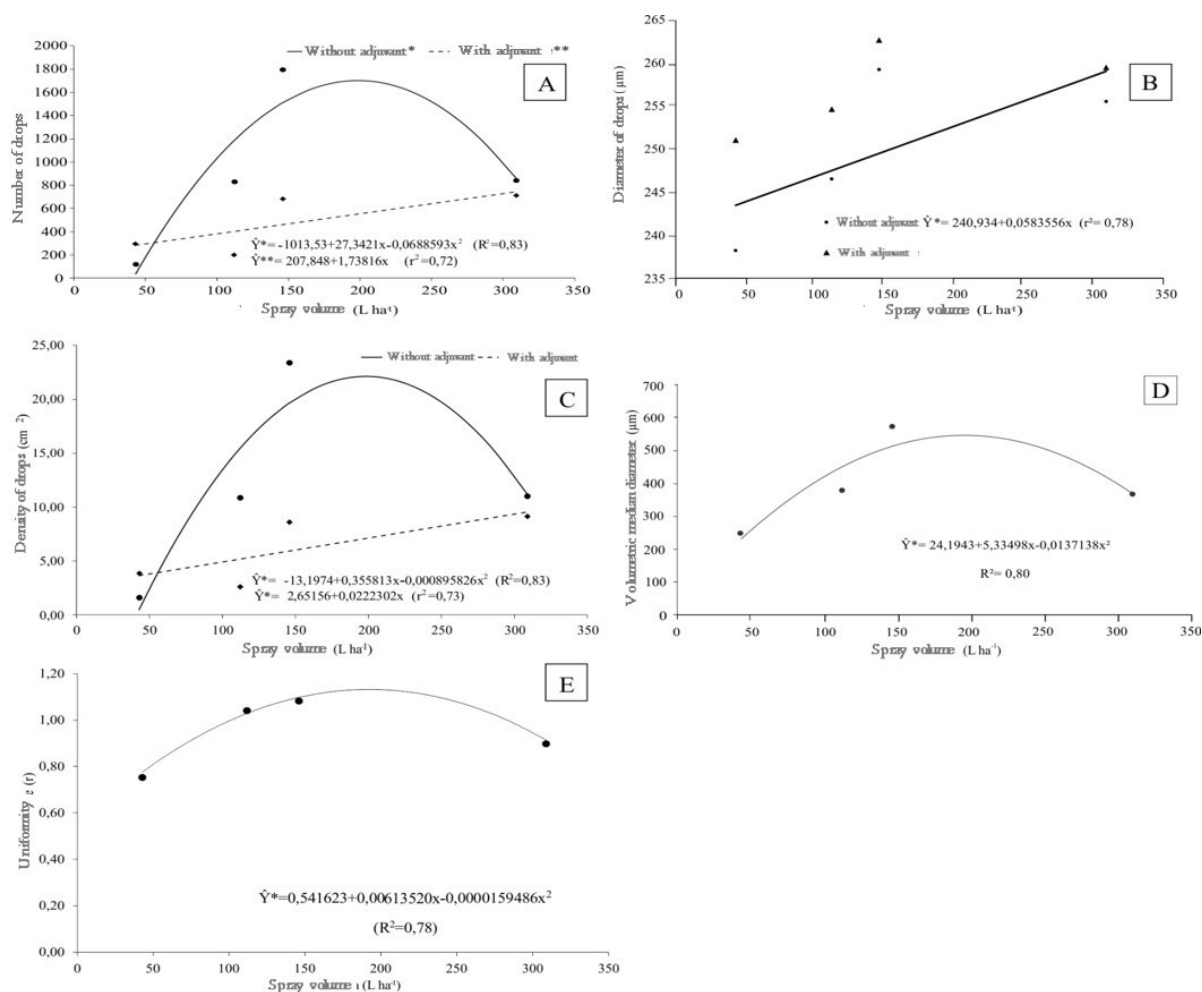 Without adjuvant* With adjuvant **
A
Number of drops
2000
1800
1600
1400
1200
1000
800
600
400
200
0
Ŷ*= -1013,53+27,3421x-0,0688593x² (R²=0,83)
Ŷ**= 207,848+1,73816x (r²=0,72)
0 50 100 150 200 250 300 350
Spray volume (L ha⁻¹)
B
Diameter of drops (µm)
265
260
255
250
245
240
235
Without adjuvant Ŷ*= 240,934+0,0583556x (r²= 0,78)
With adjuvant
0 50 100 150 200 250 300 350
Spray volume (L ha⁻¹)
Without adjuvant With adjuvant
C
Density of drops (cm⁻²)
25,00
20,00
15,00
10,00
5,00
0,00
Ŷ*= -13,1974+0,355813x-0,000895826x² (R²=0,83)
Ŷ*= 2,65156+0,0222302x (r²=0,73)
0 50 100 150 200 250 300 350
Spray volume (L ha⁻¹)
D
Volumetric median diameter (µm)
700
600
500
400
300
200
100
0
Ŷ*= 24,1943+5,33498x-0,0137138x²
R²= 0,80
0 50 100 150 200 250 300 350
Spray volume (L ha⁻¹)
E
Uniformity (r)
1,20
1,00
0,80
0,60
0,40
0,20
0,00
Ŷ*=0,541623+0,00613520x-0,0000159486x²
(R²=0,78)
0 50 100 150 200 250 300 350
Spray volume (L ha⁻¹)